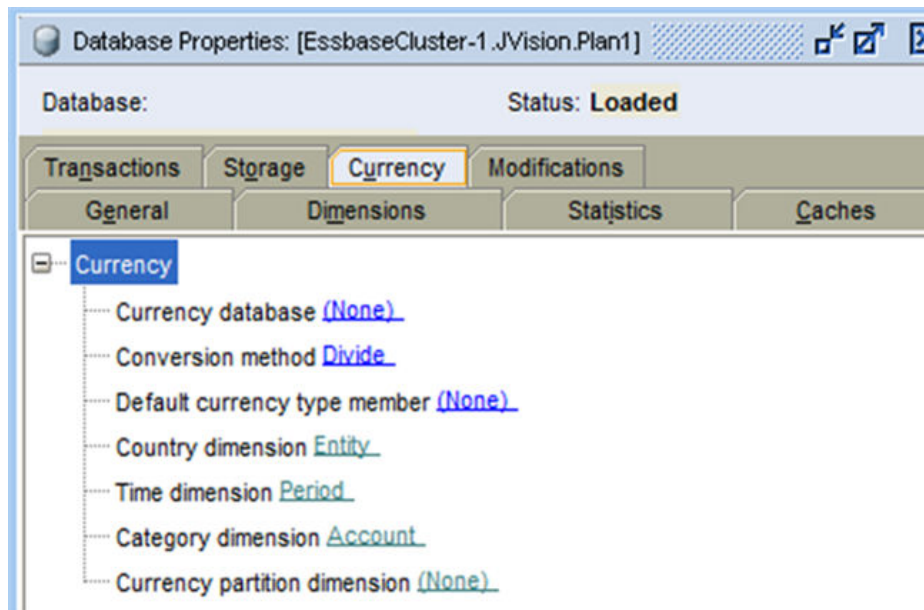 Database Properties: [EssbaseCluster-1.JVision.Plan1]
Database: Status: Loaded
Transactions Storage Currency Modifications
General Dimensions Statistics Caches
Currency
Currency database (None)
Conversion method Divide
Default currency type member (None)
Country dimension Entity
Time dimension Period
Category dimension Account
Currency partition dimension (None)